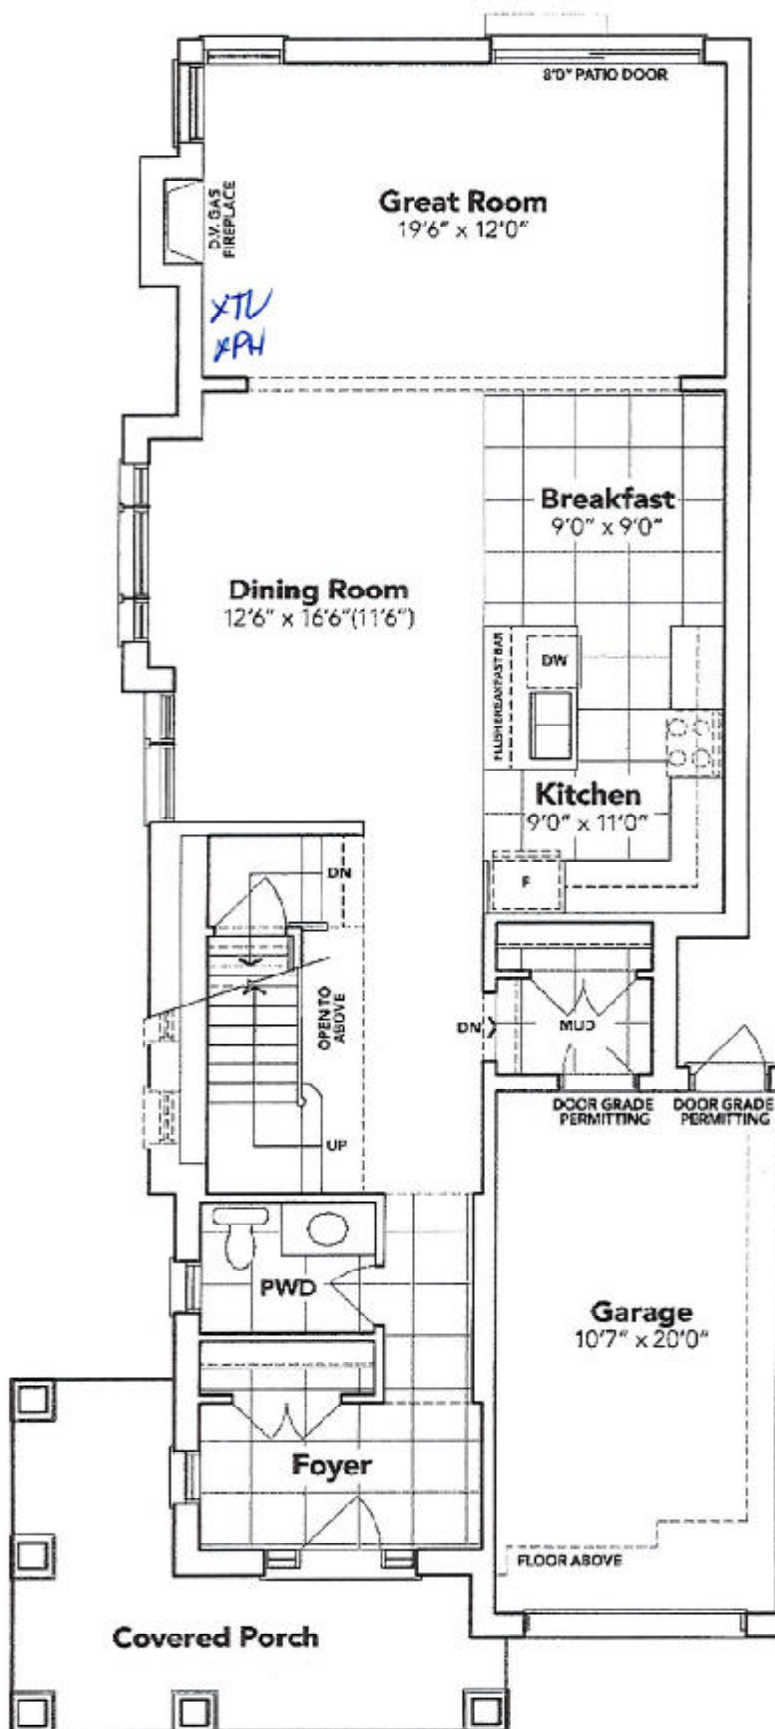 8'0" PATIO DOOR
Great Room
19'6" x 12'0"
D.V. GAS
FIREPLACE
XTV
XPH
Breakfast
9'0" x 9'0"
Dining Room
12'6" x 16'6"(11'6")
FLUSH BREAKFAST BAR
DW
Kitchen
9'0" x 11'0"
F
DN
OPEN TO
ABOVE
DN
MUD
DOOR GRADE
PERMITTING
DOOR GRADE
PERMITTING
UP
PWD
Garage
10'7" x 20'0"
Foyer
FLOOR ABOVE
Covered Porch